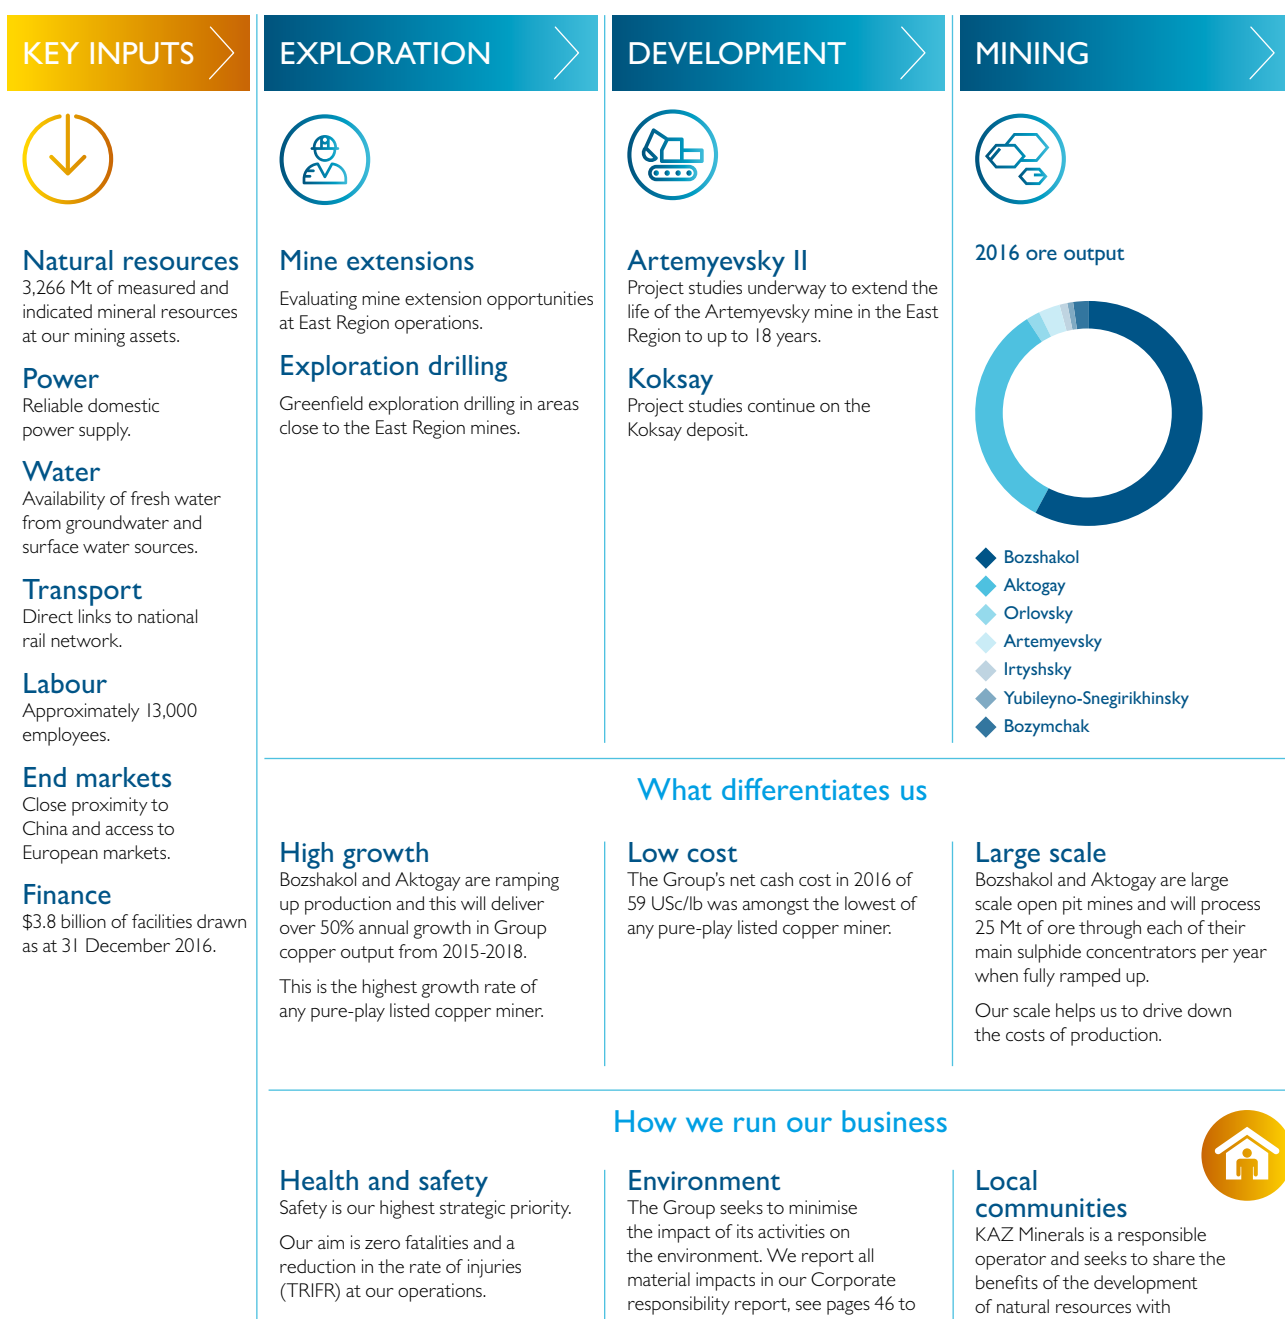 KEY INPUTS
Natural resources
3,266 Mt of measured and
indicated mineral resources
at our mining assets.
Power
Reliable domestic
power supply.
Water
Availability of fresh water
from groundwater and
surface water sources.
Transport
Direct links to national
rail network.
Labour
Approximately 13,000
employees.
End markets
Close proximity to
China and access to
European markets.
Finance
$3.8 billion of facilities drawn
as at 31 December 2016.
EXPLORATION
Mine extensions
Evaluating mine extension opportunities
at East Region operations.
Exploration drilling
Greenfield exploration drilling in areas
close to the East Region mines.
DEVELOPMENT
Artemyevsky II
Project studies underway to extend the
life of the Artemyevsky mine in the East
Region to up to 18 years.
Koksay
Project studies continue on the
Koksay deposit.
MINING
2016 ore output
Bozshakol
Aktogay
Orlovsky
Artemyevsky
Irtyshsky
Yubileyno-Snegirikhinsky
Bozymchak
What differentiates us
High growth
Bozshakol and Aktogay are ramping
up production and this will deliver
over 50% annual growth in Group
copper output from 2015-2018.
This is the highest growth rate of
any pure-play listed copper miner.
Low cost
The Group's net cash cost in 2016 of
59 USc/lb was amongst the lowest of
any pure-play listed copper miner.
Large scale
Bozshakol and Aktogay are large
scale open pit mines and will process
25 Mt of ore through each of their
main sulphide concentrators per year
when fully ramped up.
Our scale helps us to drive down
the costs of production.
How we run our business
Health and safety
Safety is our highest strategic priority.
Our aim is zero fatalities and a
reduction in the rate of injuries
(TRIFR) at our operations.
Environment
The Group seeks to minimise
the impact of its activities on
the environment. We report all
material impacts in our Corporate
responsibility report, see pages 46 to
Local
communities
KAZ Minerals is a responsible
operator and seeks to share the
benefits of the development
of natural resources with